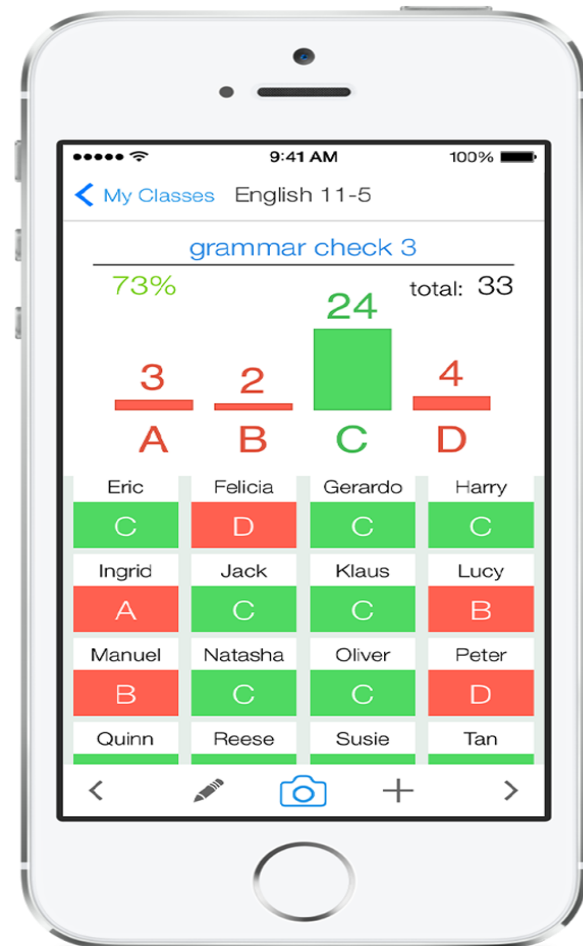 9:41 AM 100%
My Classes English 11-5
grammar check 3
73% total: 33
24
3 2 4
A B C D
Eric Felicia Gerardo Harry
C D C C
Ingrid Jack Klaus Lucy
A C C B
Manuel Natasha Oliver Peter
B C C D
Quinn Reese Susie Tan